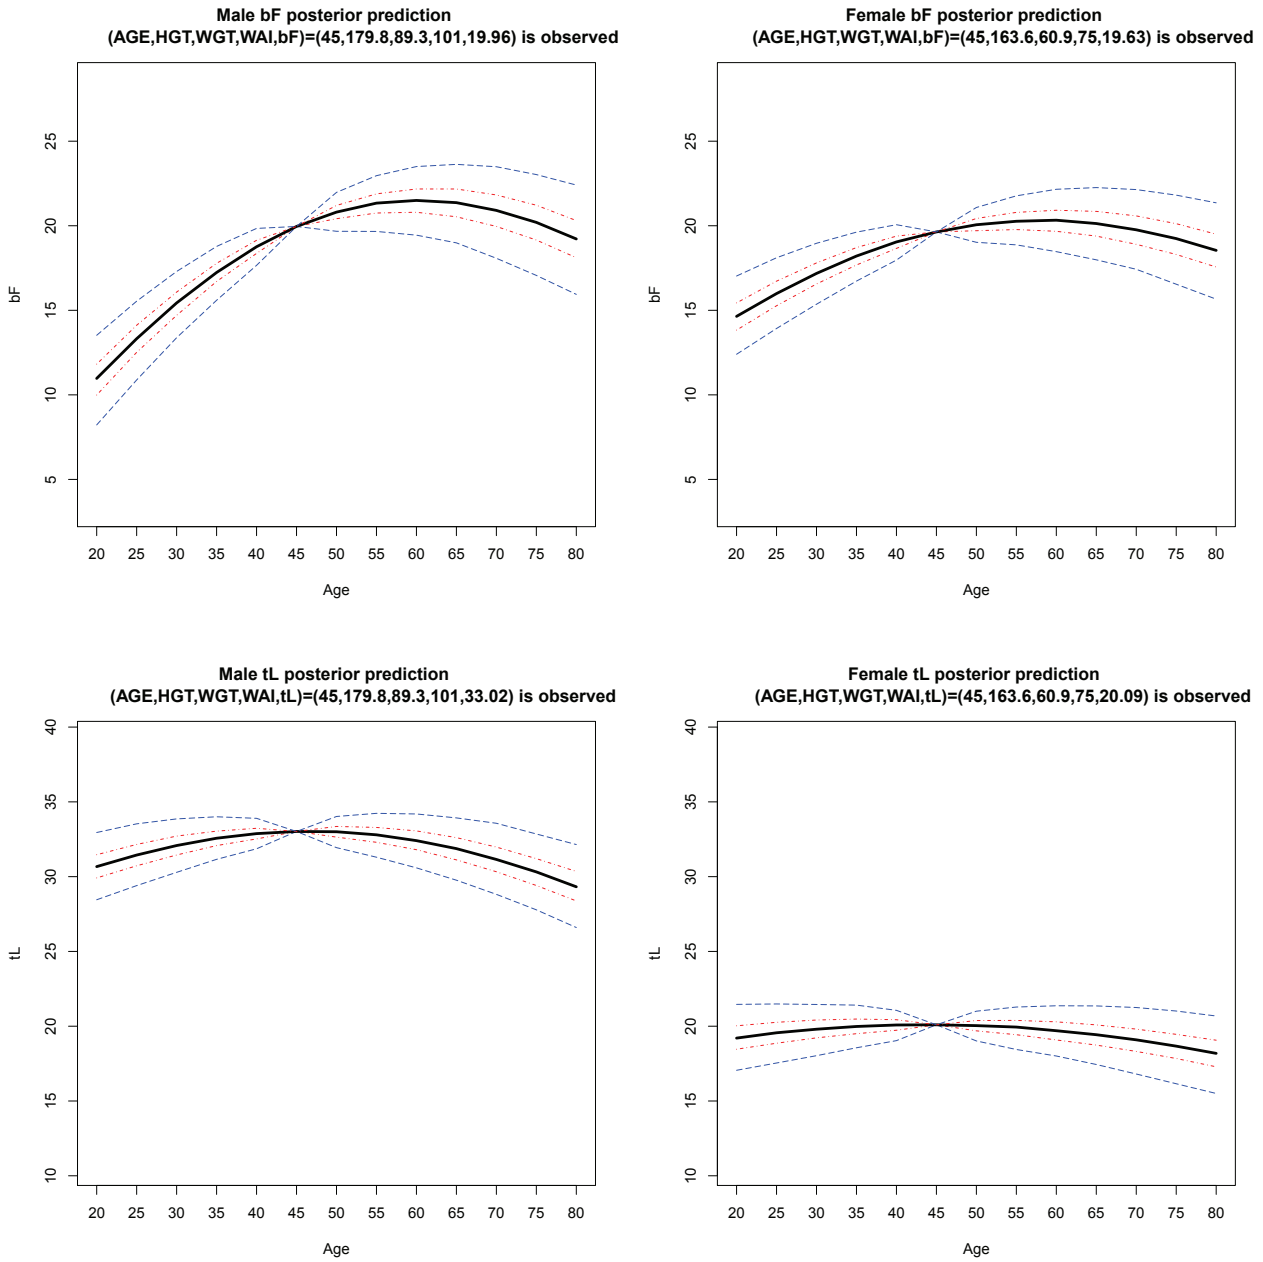 Male bF posterior prediction
(AGE,HGT,WGT,WAI,bF)=(45,179.8,89.3,101,19.96) is observed
25
20
15
10
5
bF
20 25 30 35 40 45 50 55 60 65 70 75 80
Age
Female bF posterior prediction
(AGE,HGT,WGT,WAI,bF)=(45,163.6,60.9,75,19.63) is observed
25
20
15
10
5
bF
20 25 30 35 40 45 50 55 60 65 70 75 80
Age
Male tL posterior prediction
(AGE,HGT,WGT,WAI,tL)=(45,179.8,89.3,101,33.02) is observed
40
35
30
25
20
15
10
tL
20 25 30 35 40 45 50 55 60 65 70 75 80
Age
Female tL posterior prediction
(AGE,HGT,WGT,WAI,tL)=(45,163.6,60.9,75,20.09) is observed
40
35
30
25
20
15
10
tL
20 25 30 35 40 45 50 55 60 65 70 75 80
Age